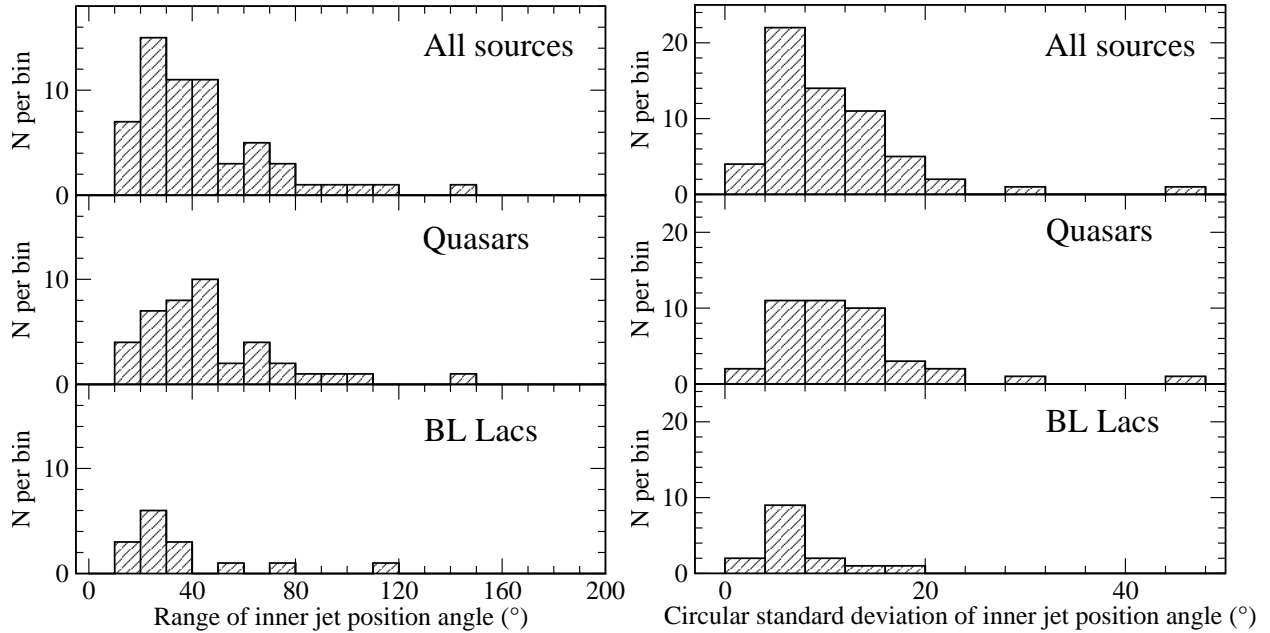 All sources
N per bin
10
0
Quasars
N per bin
10
0
BL Lacs
N per bin
10
0
0 40 80 120 160 200
Range of inner jet position angle (°)
All sources
N per bin
20
10
0
Quasars
N per bin
20
10
0
BL Lacs
N per bin
20
10
0
0 20 40
Circular standard deviation of inner jet position angle (°)